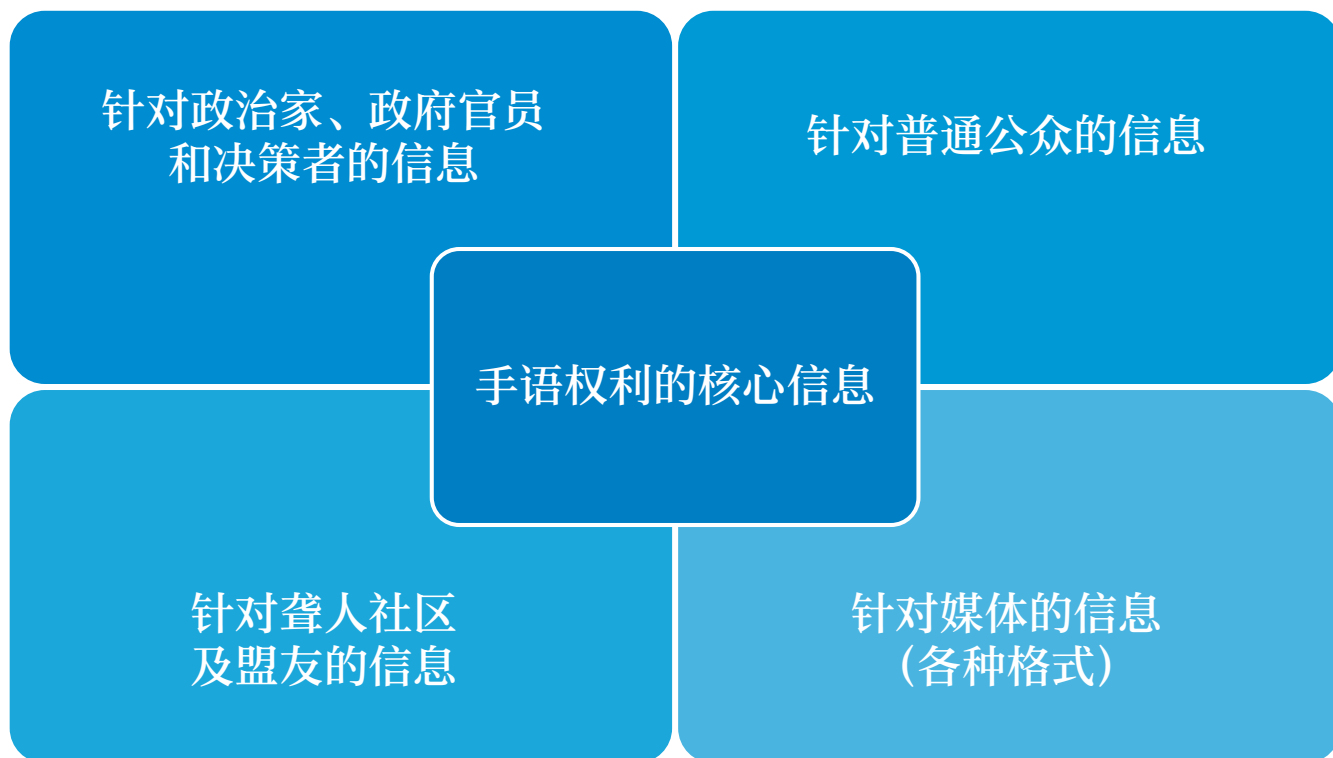 针对政治家、政府官员
和决策者的信息
针对普通公众的信息
手语权利的核心信息
针对聋人社区
及盟友的信息
针对媒体的信息
（各种格式）